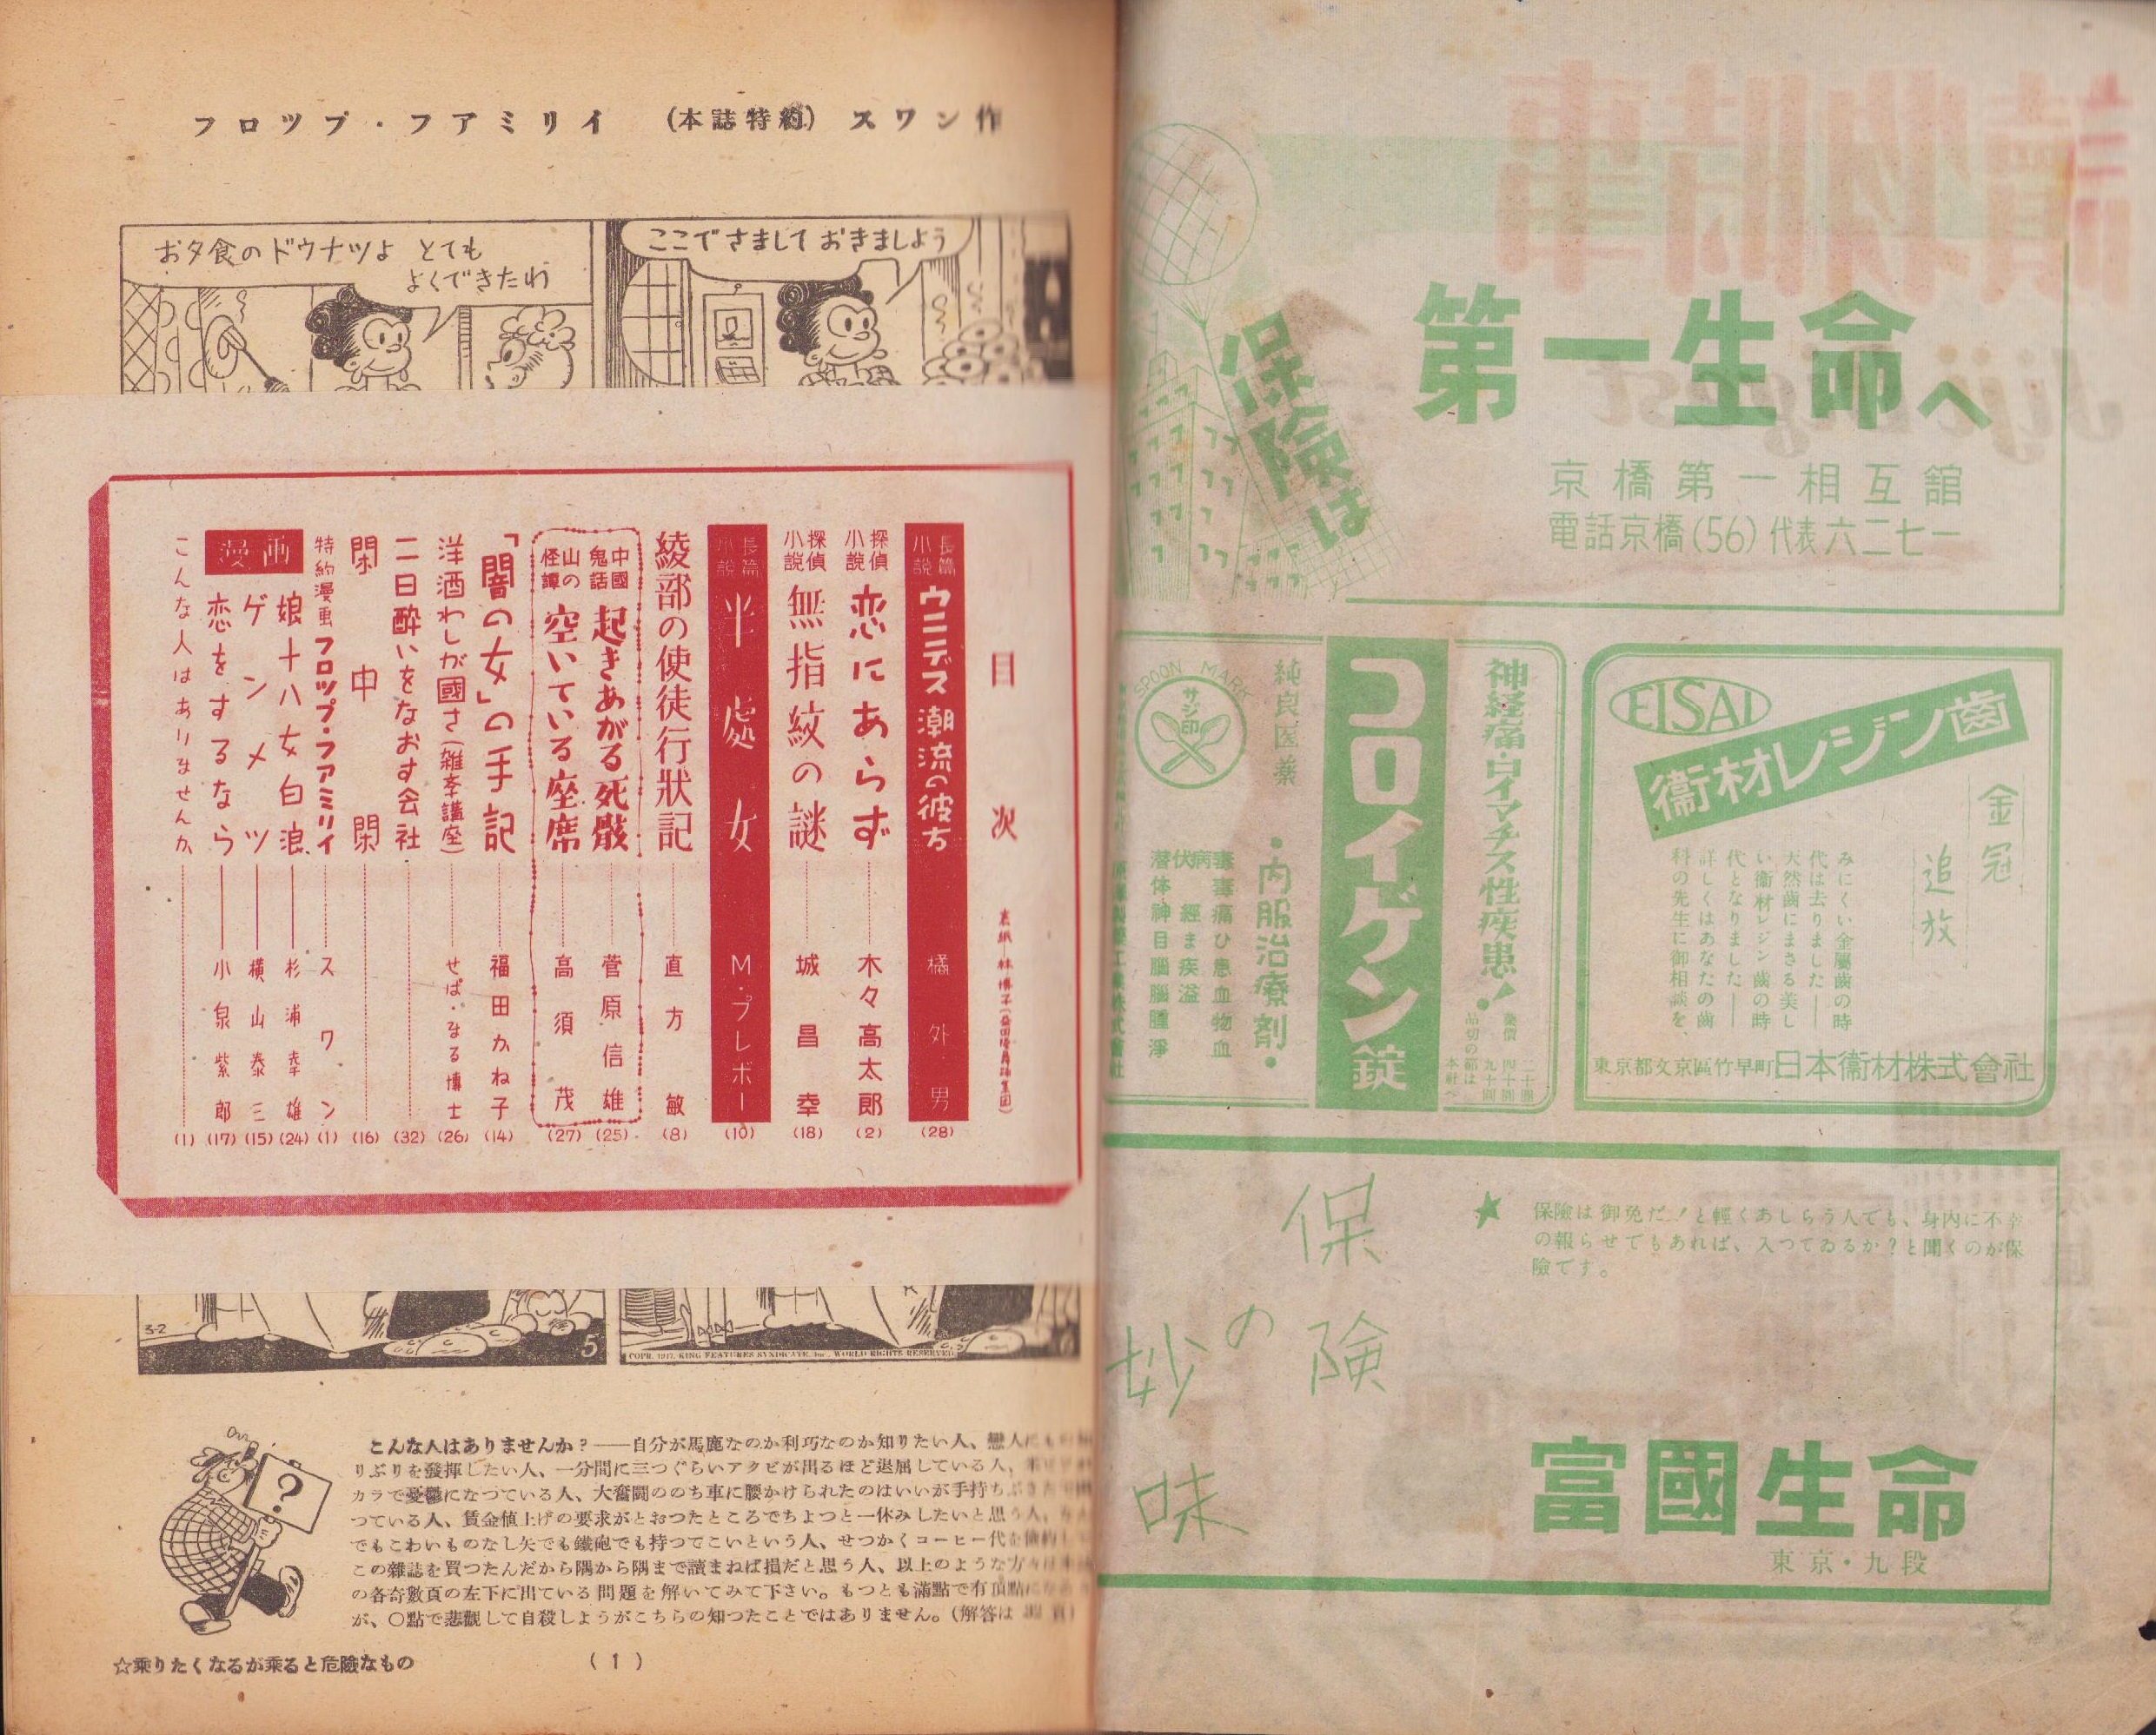 フロツプ・フアミリイ (本誌特約) スワン作
お夕食のドウナツよ とても
よくできたわ
ここでさまして おきましよう
目次
長篇小説 ウニデス潮流の彼方 橘外男 (28)
探偵小説 恋にあらず 木々高太郎 (2)
探偵小説 無指紋の謎 城昌幸 (18)
長篇小説 半處女 M・プレボー (10)
綾部の使徒行狀記 直方敏 (8)
中國鬼話 起きあがる死骸 菅原信雄 (25)
山の怪譚 空いている座席 高須茂 (27)
「闇の女」の手記 福田かね子 (14)
洋酒わしが國さ(雑学講座) せぱ・なる博士 (26)
二日酔いをなおす会社 (32)
閑中閑 (16)
特約漫画 フロツプ・フアミリイ スワン (1)
漫画
娘十八女白浪 杉浦幸雄 (24)
ゲンメツ 横山泰三 (15)
恋をするなら 小泉紫郎 (17)
こんな人はありませんか (1)
3-2
5
COPR. 1947, KING FEATURES SYNDICATE, Inc., WORLD RIGHTS RESERVED
こんな人はありませんか?——自分が馬鹿なのか利巧なのか知りたい人、戀人に
りぶりを發揮したい人、一分間に三つぐらいアクビが出るほど退屈している人、
カラで憂鬱になつている人、大奮鬪ののち車に腰かけられたのはいいが手持ち
つている人、賃金値上げの要求がとおつたところでちよつと一休みしたいと思う人、
でもこわいものなし矢でも鐵砲でも持つてこいという人、せつかくコーヒー代を
この雜誌を買つたんだから隅から隅まで讀まねば損だと思う人、以上のような方
の各奇數頁の左下に出ている問題を解いてみて下さい。もつとも滿點で有頂
が、〇點で悲觀して自殺しようがこちらの知つたことではありません。(解答は
☆乗りたくなるが乘ると危險なもの
(1)
保険は
第一生命へ
京橋第一相互舘
電話京橋(56)代表六二七一
EISAI
衞材レジン齒
金冠
追放
みにくい金屬齒の時
代は去りました——
天然齒にまさる美し
い衞材レジン齒の時
代となりました——
詳しくはあなたの齒
科の先生に御相談を、
東京都文京區竹早町 日本衞材株式會社
神経痛・ロイマチス性疾患!
コロイゲン錠
・内服治療剤・
純良医薬
SPOON MARK
サジ印
保険の妙味
★ 保險は御免だ!と輕くあしらう人でも、身内に不幸
の報らせでもあれば、入つてゐるか?と聞くのが保
險です。
富國生命
東京・九段